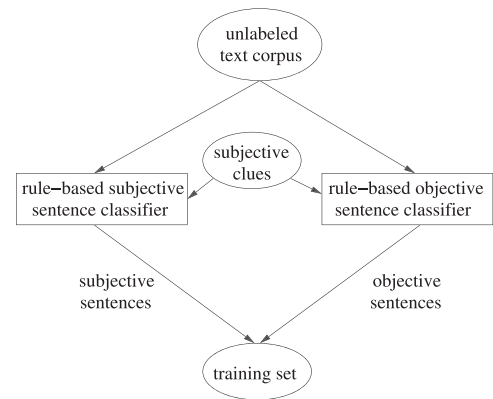 unlabeled
text corpus
subjective
clues
rule−based subjective
sentence classifier
rule−based objective
sentence classifier
subjective
sentences
objective
sentences
training set